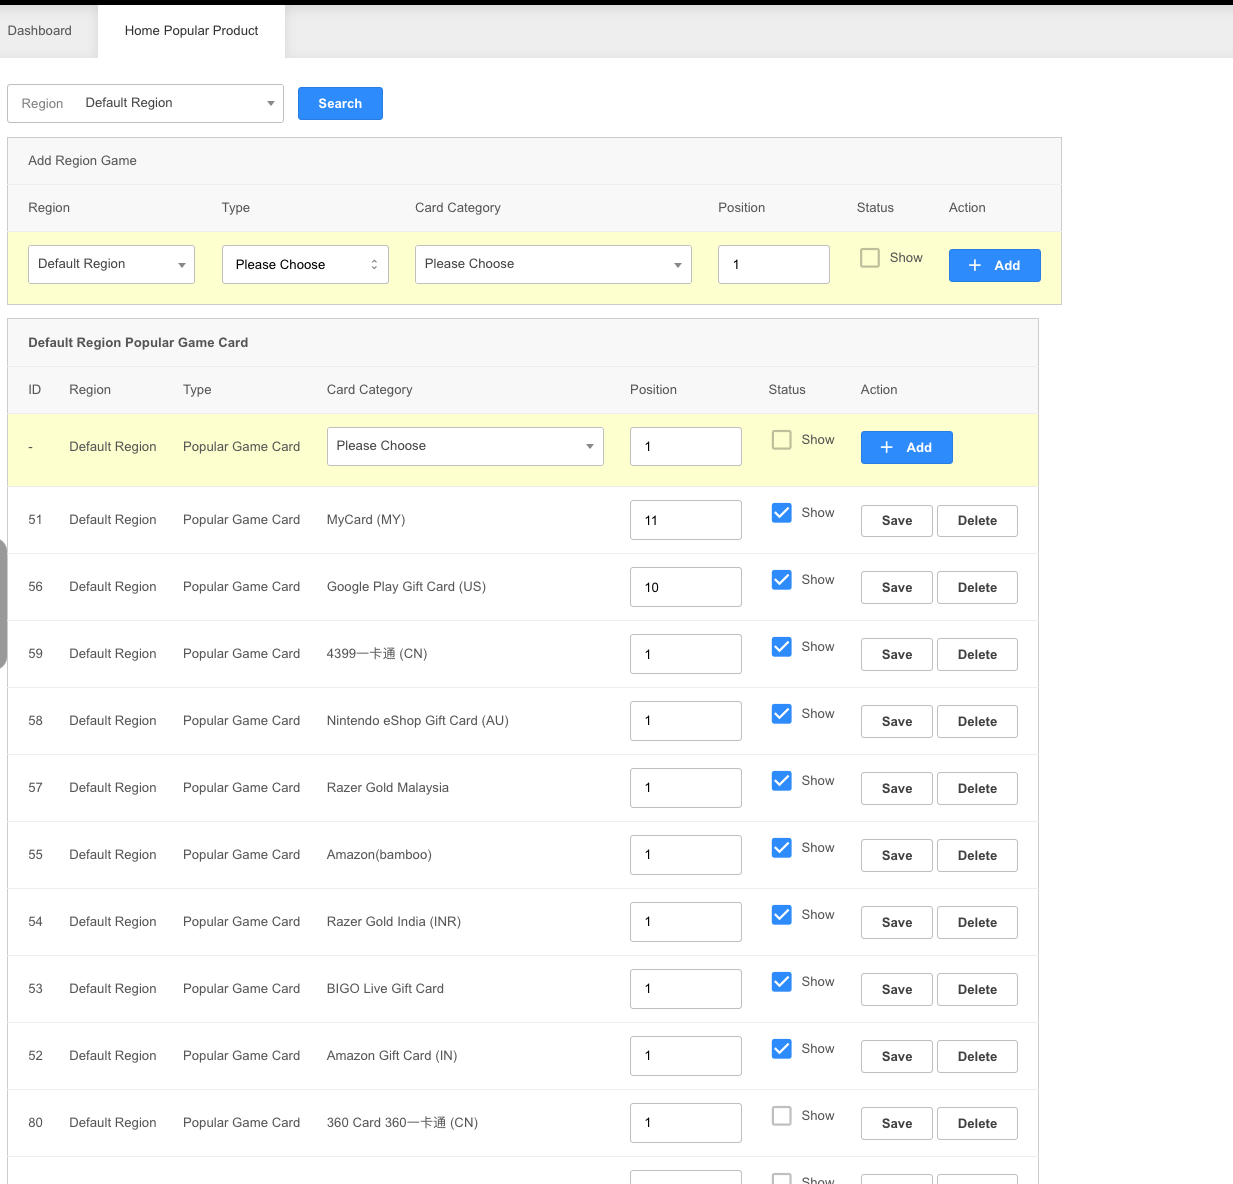 Dashboard
Home Popular Product
Region Default Region Search
Add Region Game
Region Type Card Category Position Status Action
Default Region Please Choose Please Choose 1 Show + Add
Default Region Popular Game Card
ID Region Type Card Category Position Status Action
- Default Region Popular Game Card Please Choose 1 Show + Add
51 Default Region Popular Game Card MyCard (MY) 11 Show Save Delete
56 Default Region Popular Game Card Google Play Gift Card (US) 10 Show Save Delete
59 Default Region Popular Game Card 4399一卡通 (CN) 1 Show Save Delete
58 Default Region Popular Game Card Nintendo eShop Gift Card (AU) 1 Show Save Delete
57 Default Region Popular Game Card Razer Gold Malaysia 1 Show Save Delete
55 Default Region Popular Game Card Amazon(bamboo) 1 Show Save Delete
54 Default Region Popular Game Card Razer Gold India (INR) 1 Show Save Delete
53 Default Region Popular Game Card BIGO Live Gift Card 1 Show Save Delete
52 Default Region Popular Game Card Amazon Gift Card (IN) 1 Show Save Delete
80 Default Region Popular Game Card 360 Card 360一卡通 (CN) 1 Show Save Delete
Show